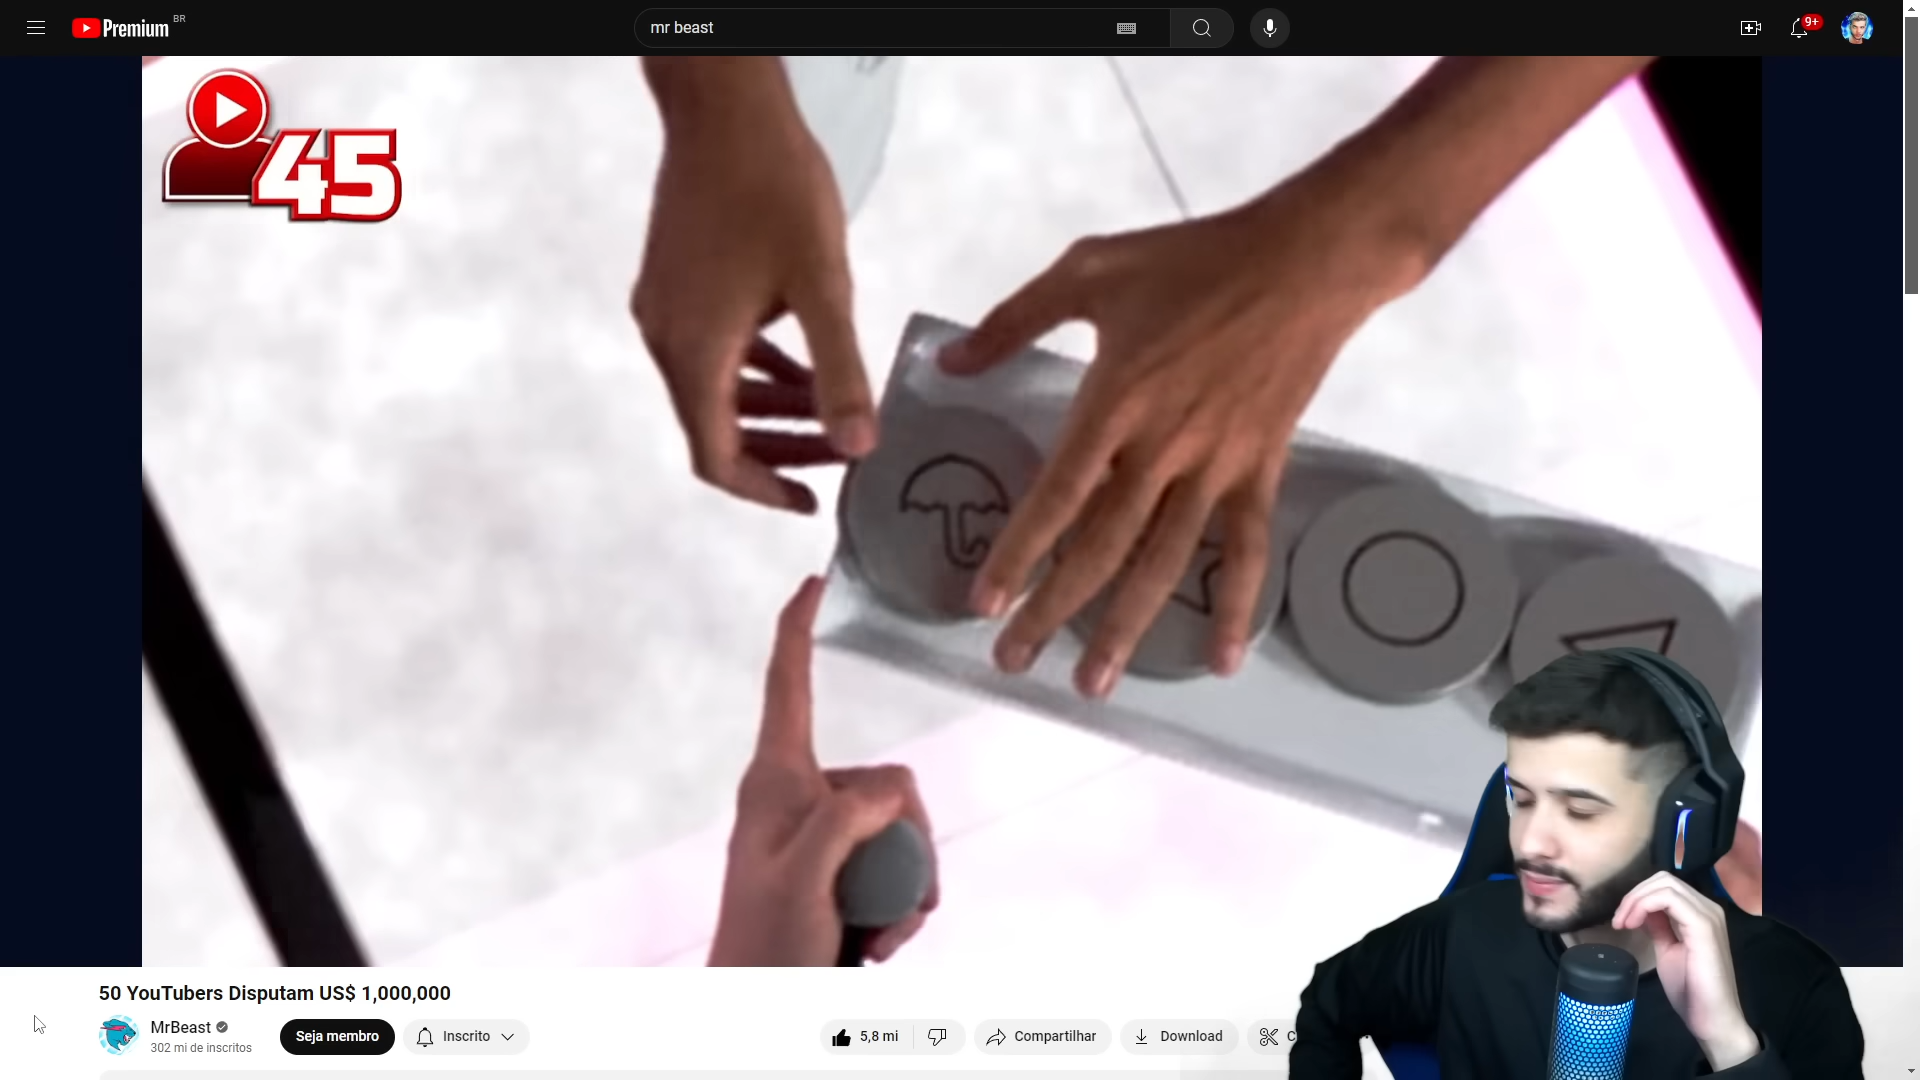 Premium BR
mr beast
9+
45
50 YouTubers Disputam US$ 1,000,000
MrBeast
302 mi de inscritos
Seja membro
Inscrito
5,8 mi
Compartilhar
Download
C